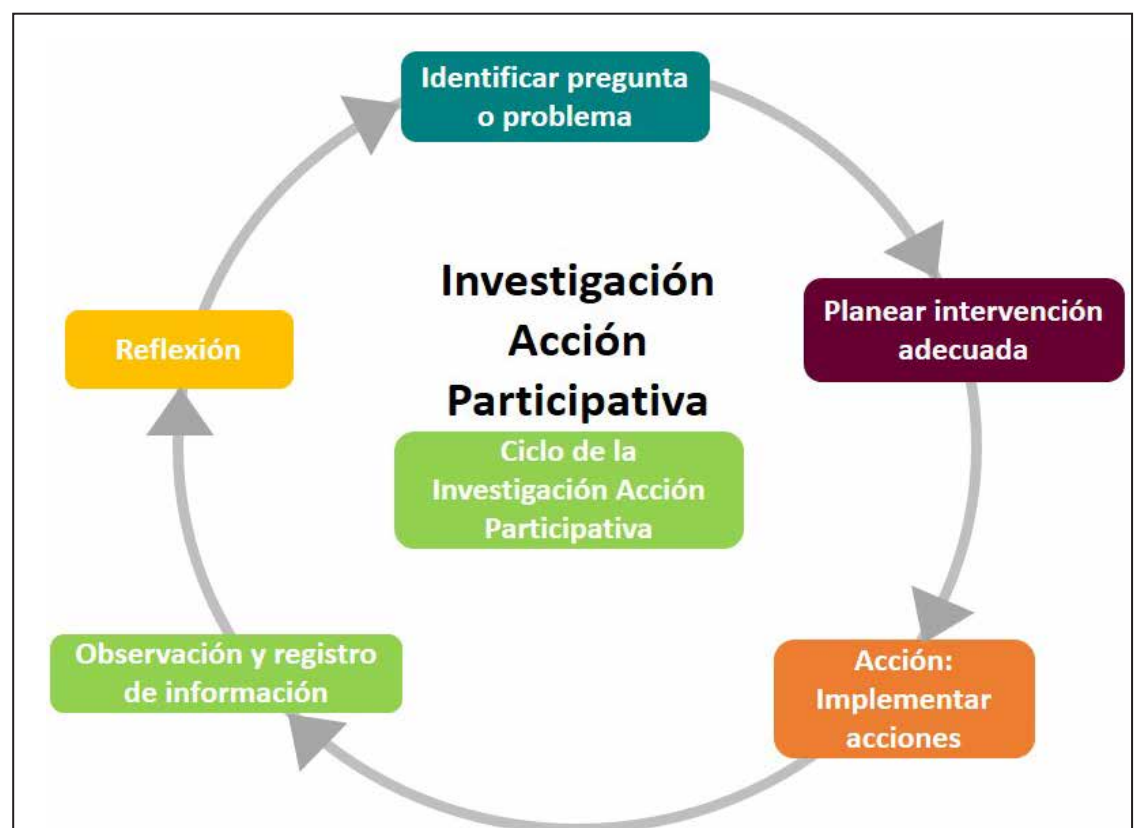 Identificar pregunta
o problema
Investigación
Acción
Participativa
Planear intervención
adecuada
Reflexión
Ciclo de la
Investigación Acción
Participativa
Observación y registro
de información
Acción:
Implementar
acciones